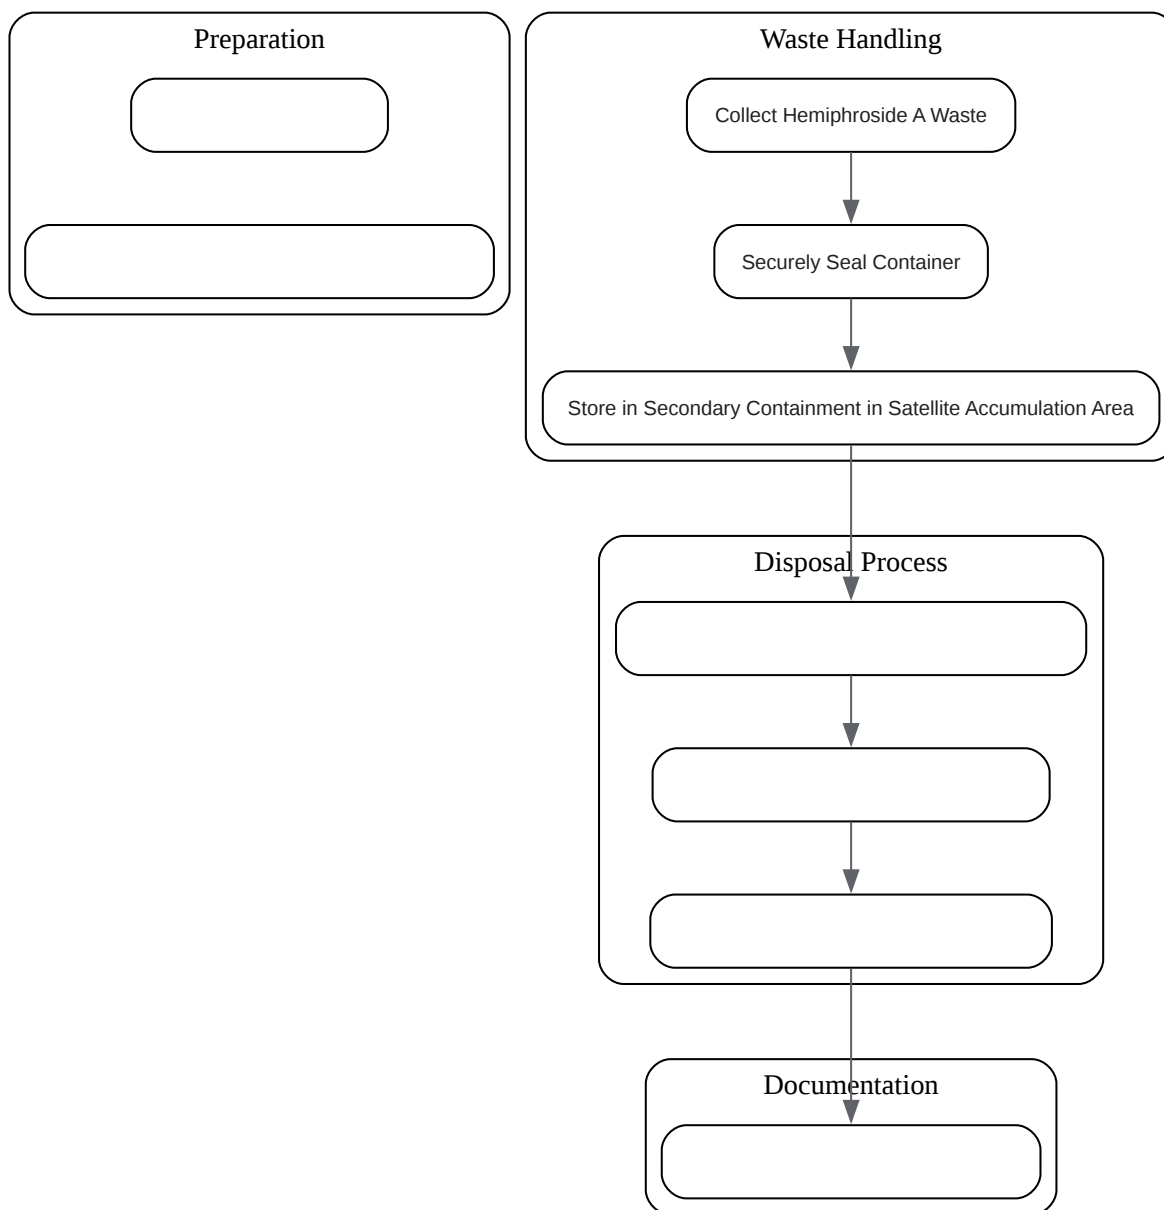 Preparation
Waste Handling
Collect Hemiphroside A Waste
Securely Seal Container
Store in Secondary Containment in Satellite Accumulation Area
Disposal Process
Documentation